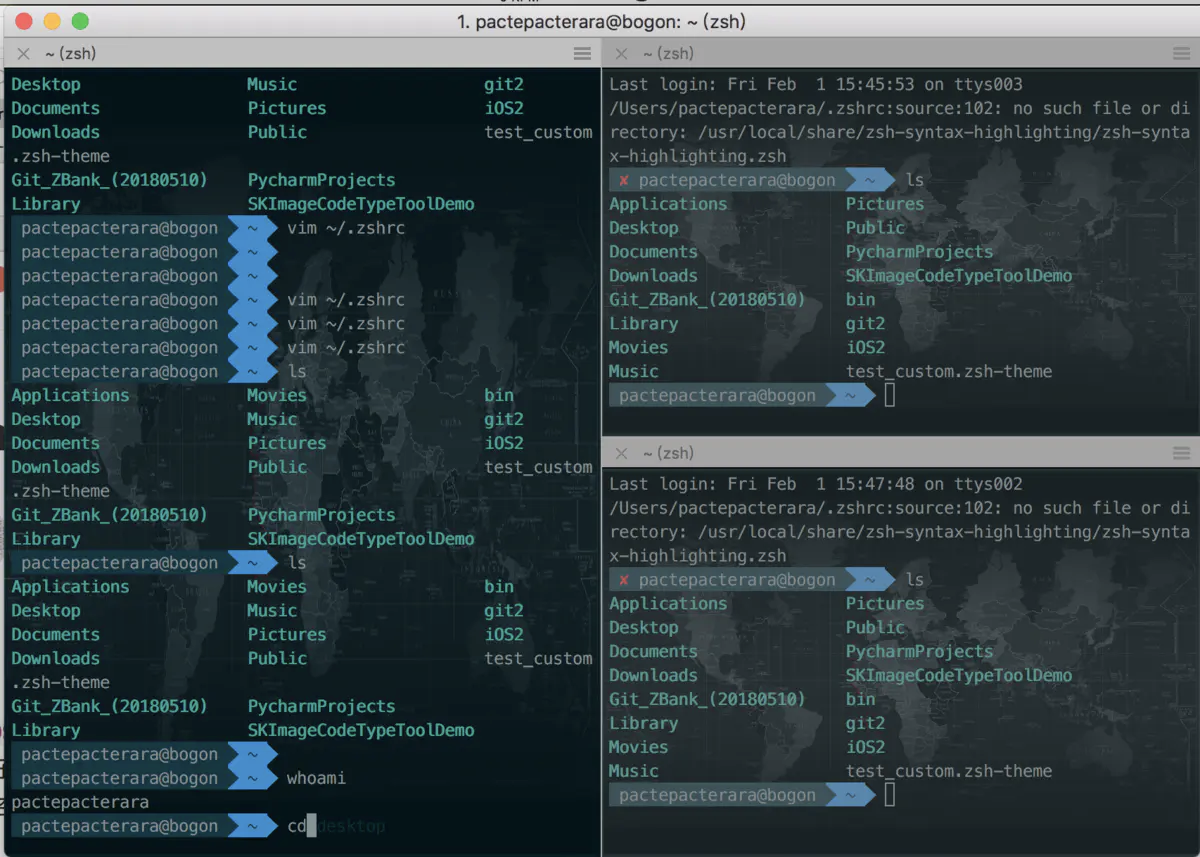 1. pactepacterara@bogon: ~ (zsh)
~ (zsh)
Desktop Music git2
Documents Pictures iOS2
Downloads Public test_custom
.zsh-theme
Git_ZBank_(20180510) PycharmProjects
Library SKImageCodeTypeToolDemo
pactepacterara@bogon ~ vim ~/.zshrc
pactepacterara@bogon ~
pactepacterara@bogon ~
pactepacterara@bogon ~ vim ~/.zshrc
pactepacterara@bogon ~ vim ~/.zshrc
pactepacterara@bogon ~ vim ~/.zshrc
pactepacterara@bogon ~ ls
Applications Movies bin
Desktop Music git2
Documents Pictures iOS2
Downloads Public test_custom
.zsh-theme
Git_ZBank_(20180510) PycharmProjects
Library SKImageCodeTypeToolDemo
pactepacterara@bogon ~ ls
Applications Movies bin
Desktop Music git2
Documents Pictures iOS2
Downloads Public test_custom
.zsh-theme
Git_ZBank_(20180510) PycharmProjects
Library SKImageCodeTypeToolDemo
pactepacterara@bogon ~
pactepacterara@bogon ~ whoami
pactepacterara
pactepacterara@bogon ~ cd desktop
~ (zsh)
Last login: Fri Feb  1 15:45:53 on ttys003
/Users/pactepacterara/.zshrc:source:102: no such file or di
rectory: /usr/local/share/zsh-syntax-highlighting/zsh-synta
x-highlighting.zsh
✘ pactepacterara@bogon ~ ls
Applications Pictures
Desktop Public
Documents PycharmProjects
Downloads SKImageCodeTypeToolDemo
Git_ZBank_(20180510) bin
Library git2
Movies iOS2
Music test_custom.zsh-theme
pactepacterara@bogon ~
~ (zsh)
Last login: Fri Feb  1 15:47:48 on ttys002
/Users/pactepacterara/.zshrc:source:102: no such file or di
rectory: /usr/local/share/zsh-syntax-highlighting/zsh-synta
x-highlighting.zsh
✘ pactepacterara@bogon ~ ls
Applications Pictures
Desktop Public
Documents PycharmProjects
Downloads SKImageCodeTypeToolDemo
Git_ZBank_(20180510) bin
Library git2
Movies iOS2
Music test_custom.zsh-theme
pactepacterara@bogon ~